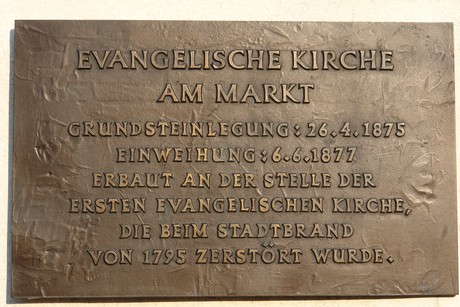 EVANGELISCHE KIRCHE
AM MARKT
GRUNDSTEINLEGUNG: 26.4.1875
EINWEIHUNG: 6.6.1877
ERBAUT AN DER STELLE DER
ERSTEN EVANGELISCHEN KIRCHE,
DIE BEIM STADTBRAND
VON 1795 ZERSTÖRT WURDE.